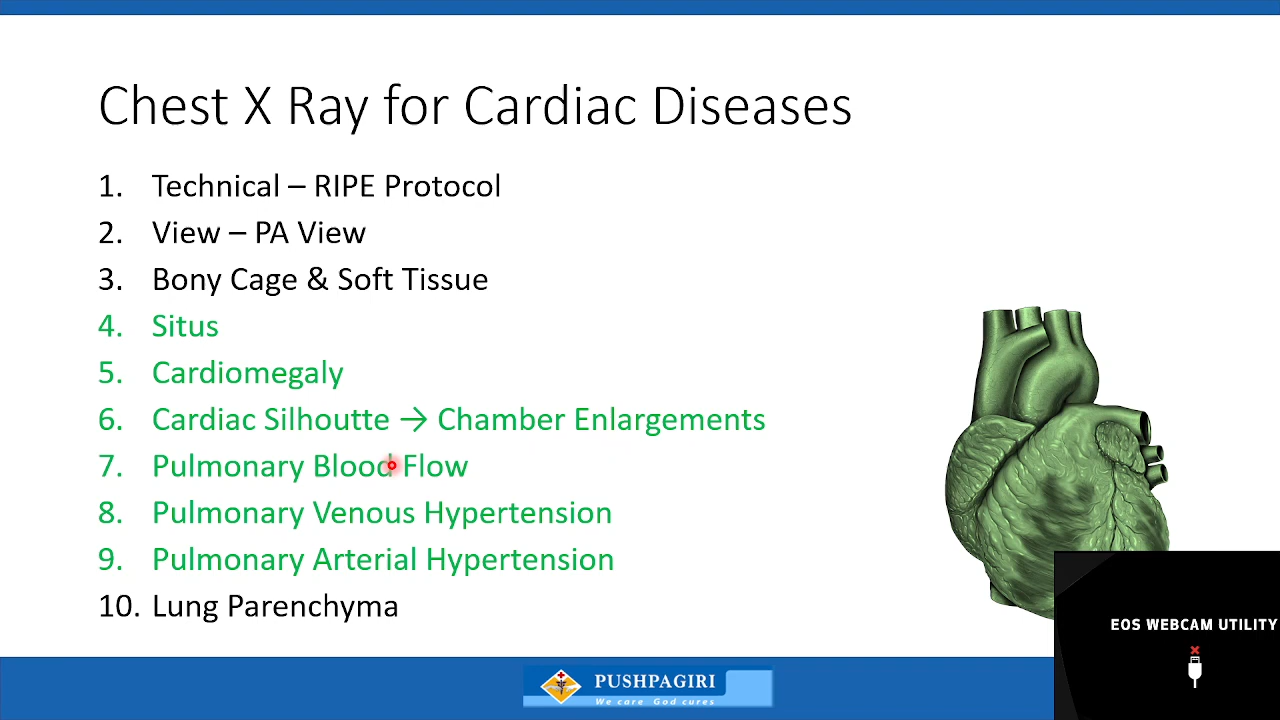 Chest X Ray for Cardiac Diseases
1. Technical – RIPE Protocol
2. View – PA View
3. Bony Cage & Soft Tissue
4. Situs
5. Cardiomegaly
6. Cardiac Silhoutte → Chamber Enlargements
7. Pulmonary Blood Flow
8. Pulmonary Venous Hypertension
9. Pulmonary Arterial Hypertension
10. Lung Parenchyma
EOS WEBCAM UTILITY
PUSHPAGIRI
We care God cures